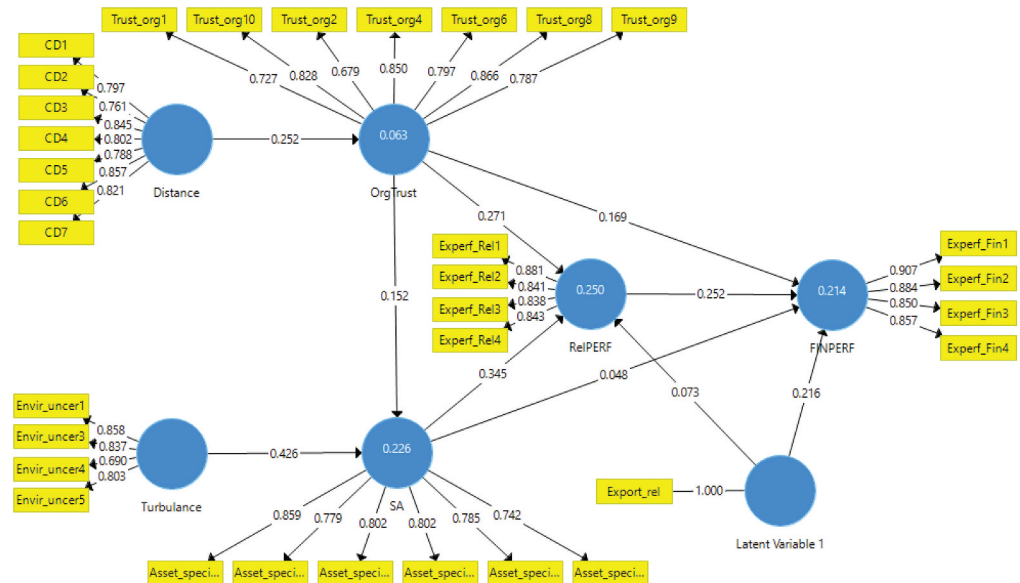 Trust_org1
Trust_org10
Trust_org2
Trust_org4
Trust_org6
Trust_org8
Trust_org9
CD1
CD2
CD3
CD4
CD5
CD6
CD7
0.797
0.761
0.845
0.802
0.788
0.857
0.821
0.727
0.828
0.679
0.850
0.797
0.866
0.787
Distance
0.252
0.063
OrgTrust
0.271
0.169
0.152
Experf_Rel1
Experf_Rel2
Experf_Rel3
Experf_Rel4
0.881
0.841
0.838
0.843
0.250
RelPERF
0.252
0.214
FINPERF
0.907
0.884
0.850
0.857
Experf_Fin1
Experf_Fin2
Experf_Fin3
Experf_Fin4
0.345
0.048
0.073
0.216
Envir_uncer1
Envir_uncer3
Envir_uncer4
Envir_uncer5
0.858
0.837
0.690
0.803
Turbulance
0.426
0.226
SA
Export_rel
1.000
Latent Variable 1
0.859
0.779
0.802
0.802
0.785
0.742
Asset_speci...
Asset_speci...
Asset_speci...
Asset_speci...
Asset_speci...
Asset_speci...